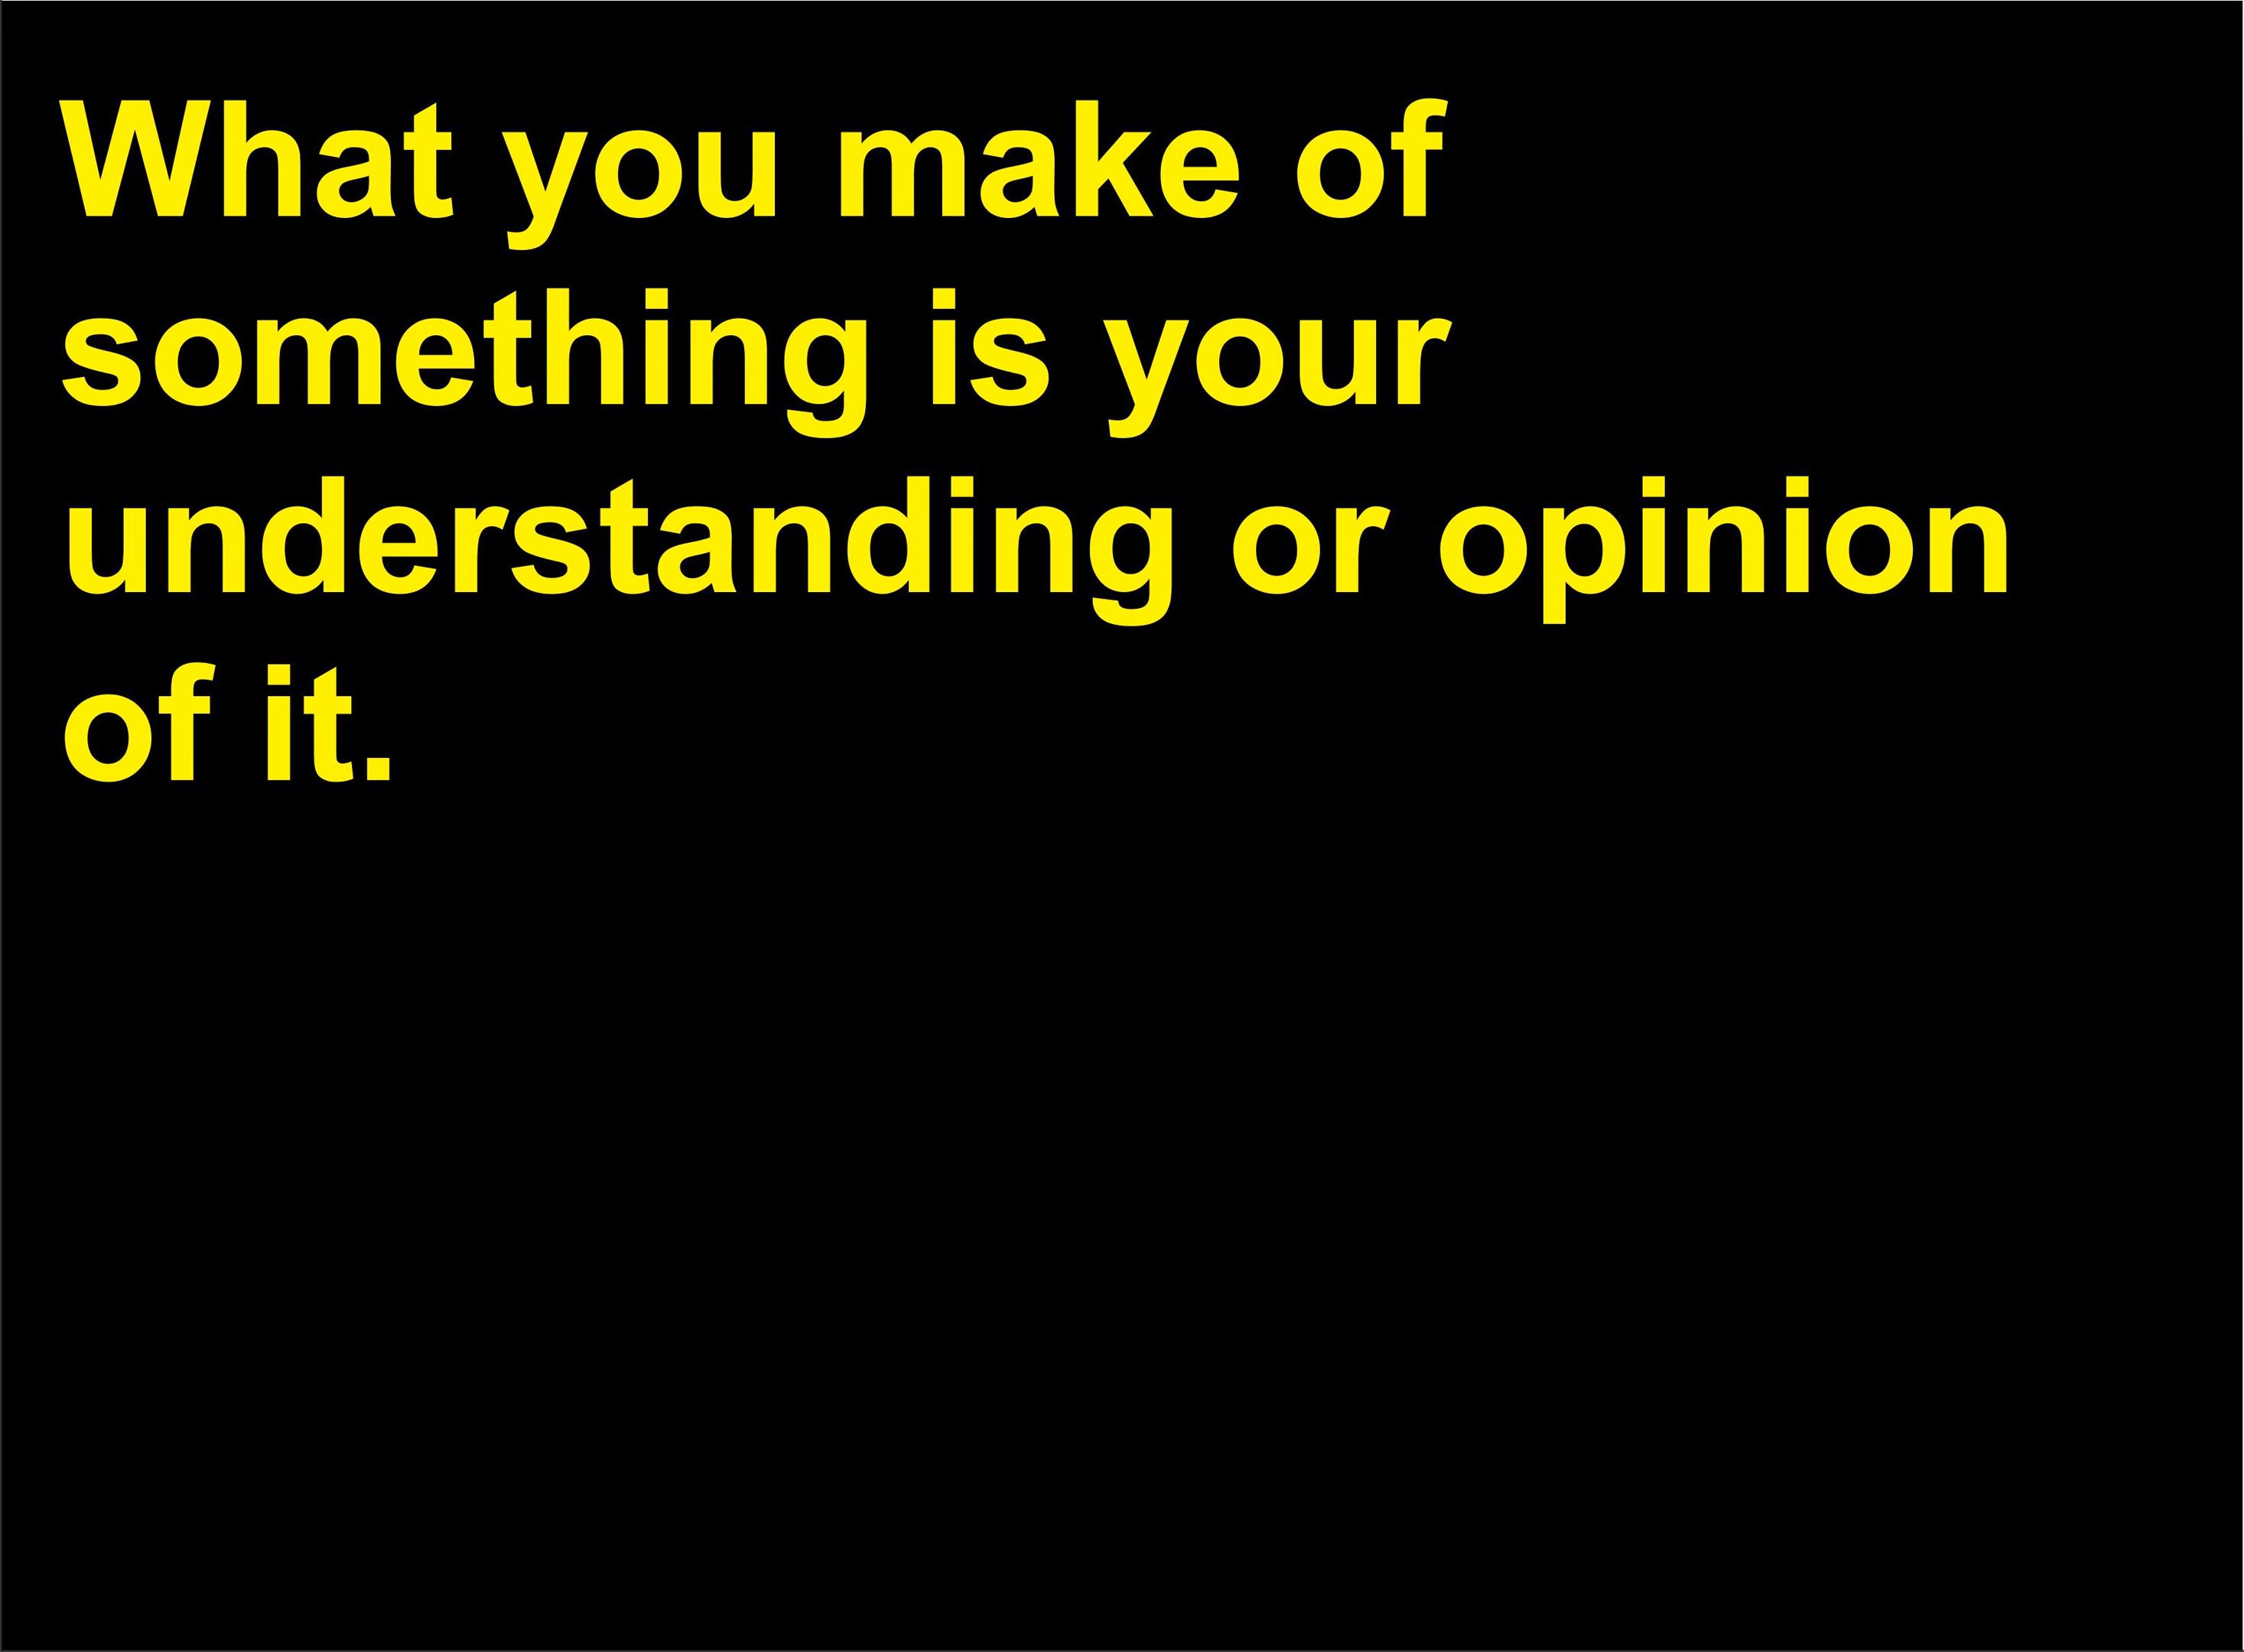 What you make of
something is your
understanding or opinion
of it.